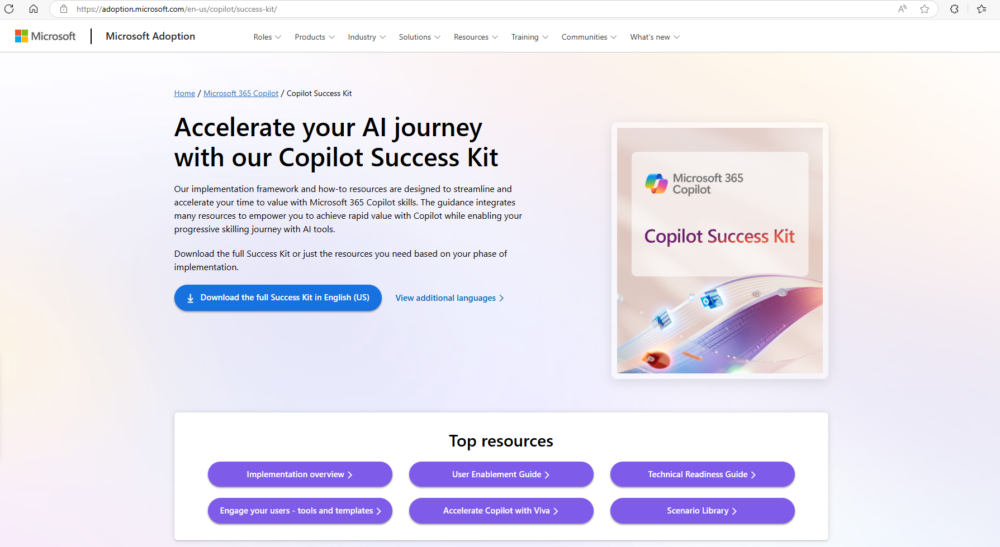 https://adoption.microsoft.com/en-us/copilot/success-kit/
Microsoft
Microsoft Adoption
Roles
Products
Industry
Solutions
Resources
Training
Communities
What's new
Home / Microsoft 365 Copilot / Copilot Success Kit
Accelerate your AI journey
with our Copilot Success Kit
Our implementation framework and how-to resources are designed to streamline and
accelerate your time to value with Microsoft 365 Copilot skills. The guidance integrates
many resources to empower you to achieve rapid value with Copilot while enabling your
progressive skilling journey with AI tools.
Download the full Success Kit or just the resources you need based on your phase of
implementation.
Download the full Success Kit in English (US)
View additional languages
Microsoft 365
Copilot
Copilot Success Kit
Top resources
Implementation overview
User Enablement Guide
Technical Readiness Guide
Engage your users - tools and templates
Accelerate Copilot with Viva
Scenario Library